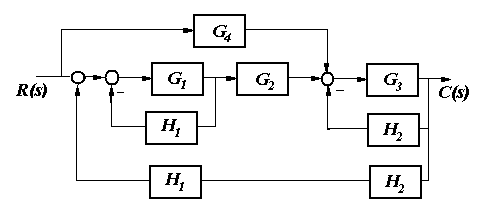 G4
R(s) G1 G2 G3 C(s)
– –
H1 H2
H1 H2